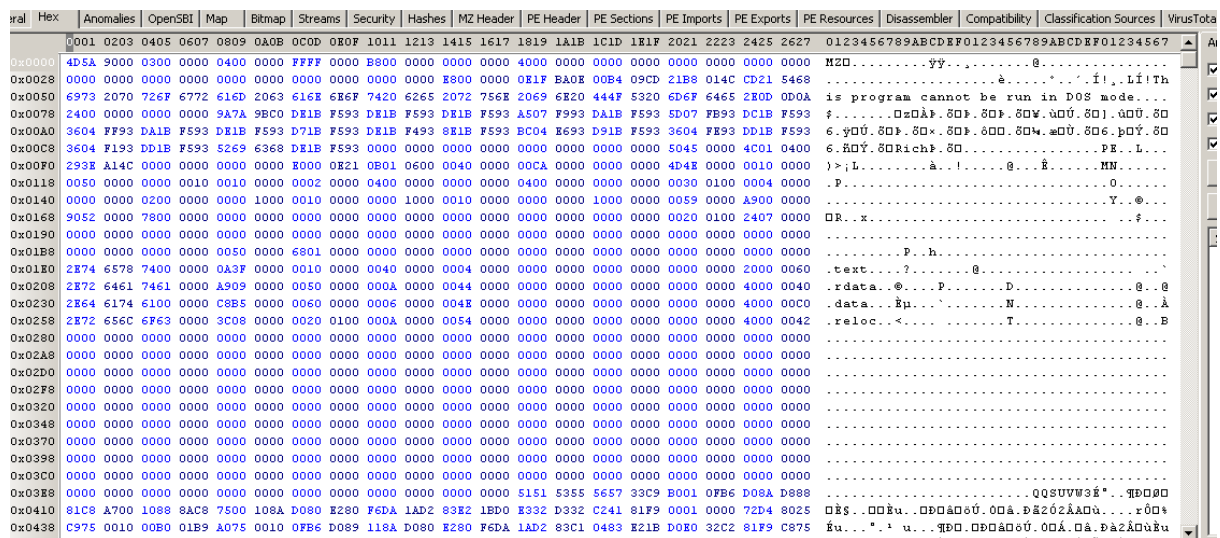 eral Hex Anomalies OpenSBI Map Bitmap Streams Security Hashes MZ Header PE Header PE Sections PE Imports PE Exports PE Resources Disassembler Compatibility Classification Sources VirusTota
0001 0203 0405 0607 0809 0A0B 0C0D 0E0F 1011 1213 1415 1617 1819 1A1B 1C1D 1E1F 2021 2223 2425 2627 0123456789ABCDEF0123456789ABCDEF01234567
0x0000 4D5A 9000 0300 0000 0400 0000 FFFF 0000 B800 0000 0000 0000 4000 0000 0000 0000 0000 0000 0000 0000 MZ□.........ÿÿ..¸.......@...............
0x0028 0000 0000 0000 0000 0000 0000 0000 0000 0000 0000 E800 0000 0E1F BA0E 00B4 09CD 21B8 014C CD21 5468 ....................è.....º..´.Í!¸.LÍ!Th
0x0050 6973 2070 726F 6772 616D 2063 616E 6E6F 7420 6265 2072 756E 2069 6E20 444F 5320 6D6F 6465 2E0D 0D0A is program cannot be run in DOS mode....
0x0078 2400 0000 0000 0000 9A7A 9BC0 DE1B F593 DE1B F593 DE1B F593 A507 F993 DA1B F593 5D07 FB93 DC1B F593
0x00A0 3604 FF93 DA1B F593 DE1B F593 D71B F593 DE1B F493 8E1B F593 BC04 E693 D91B F593 3604 FE93 DD1B F593
0x00C8 3604 F193 DD1B F593 5269 6368 DE1B F593 0000 0000 0000 0000 0000 0000 0000 0000 5045 0000 4C01 0400
0x00F0 293E A14C 0000 0000 0000 0000 E000 0E21 0B01 0600 0040 0000 00CA 0000 0000 0000 4D4E 0000 0010 0000
0x0118 0050 0000 0000 0010 0010 0000 0002 0000 0400 0000 0000 0000 0400 0000 0000 0000 0030 0100 0004 0000 .P................................0.....
0x0140 0000 0000 0200 0000 0000 1000 0010 0000 0000 1000 0010 0000 0000 0000 1000 0000 0059 0000 A900 0000 .................................Y..©...
0x0168 9052 0000 7800 0000 0000 0000 0000 0000 0000 0000 0000 0000 0000 0000 0000 0000 0020 0100 2407 0000 □R..x........................... ..$...
0x0190 0000 0000 0000 0000 0000 0000 0000 0000 0000 0000 0000 0000 0000 0000 0000 0000 0000 0000 0000 0000 ........................................
0x01B8 0000 0000 0000 0000 0050 0000 6801 0000 0000 0000 0000 0000 0000 0000 0000 0000 0000 0000 0000 0000 .........P..h...........................
0x01E0 2E74 6578 7400 0000 0A3F 0000 0010 0000 0040 0000 0004 0000 0000 0000 0000 0000 0000 0000 2000 0060 .text....?.....@.................... ..`
0x0208 2E72 6461 7461 0000 A909 0000 0050 0000 000A 0000 0044 0000 0000 0000 0000 0000 0000 0000 4000 0040 .rdata..©....P.......D..............@..@
0x0230 2E64 6174 6100 0000 C8B5 0000 0060 0000 0006 0000 004E 0000 0000 0000 0000 0000 0000 0000 4000 00C0 .data...Èµ...`.......N..............@..À
0x0258 2E72 656C 6F63 0000 3C08 0000 0020 0100 000A 0000 0054 0000 0000 0000 0000 0000 0000 0000 4000 0042 .reloc..<.... .......T..............@..B
0x0280 0000 0000 0000 0000 0000 0000 0000 0000 0000 0000 0000 0000 0000 0000 0000 0000 0000 0000 0000 0000 ........................................
0x02A8 0000 0000 0000 0000 0000 0000 0000 0000 0000 0000 0000 0000 0000 0000 0000 0000 0000 0000 0000 0000 ........................................
0x02D0 0000 0000 0000 0000 0000 0000 0000 0000 0000 0000 0000 0000 0000 0000 0000 0000 0000 0000 0000 0000 ........................................
0x02F8 0000 0000 0000 0000 0000 0000 0000 0000 0000 0000 0000 0000 0000 0000 0000 0000 0000 0000 0000 0000 ........................................
0x0320 0000 0000 0000 0000 0000 0000 0000 0000 0000 0000 0000 0000 0000 0000 0000 0000 0000 0000 0000 0000 ........................................
0x0348 0000 0000 0000 0000 0000 0000 0000 0000 0000 0000 0000 0000 0000 0000 0000 0000 0000 0000 0000 0000 ........................................
0x0370 0000 0000 0000 0000 0000 0000 0000 0000 0000 0000 0000 0000 0000 0000 0000 0000 0000 0000 0000 0000 ........................................
0x0398 0000 0000 0000 0000 0000 0000 0000 0000 0000 0000 0000 0000 0000 0000 0000 0000 0000 0000 0000 0000 ........................................
0x03C0 0000 0000 0000 0000 0000 0000 0000 0000 0000 0000 0000 0000 0000 0000 0000 0000 0000 0000 0000 0000 ........................................
0x03E8 0000 0000 0000 0000 0000 0000 0000 0000 0000 0000 0000 0000 5151 5355 5657 33C9 B001 0FB6 D08A D888
0x0410 81C8 A700 1088 8AC8 7500 108A D080 E280 F6DA 1AD2 83E2 1BD0 E332 D332 C241 81F9 0001 0000 72D4 8025
0x0438 C975 0010 00B0 01B9 A075 0010 0FB6 D089 118A D080 E280 F6DA 1AD2 83C1 0483 E21B D0E0 32C2 81F9 C875